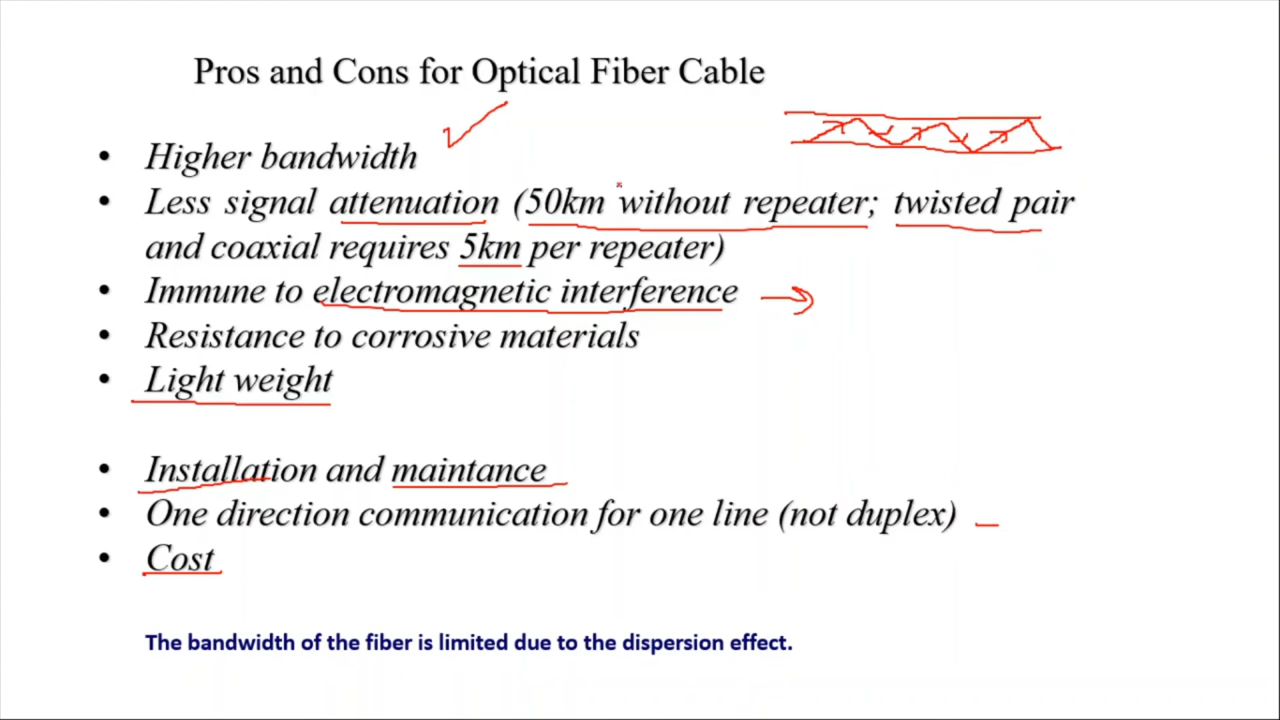 Pros and Cons for Optical Fiber Cable
• Higher bandwidth
• Less signal attenuation (50km without repeater; twisted pair
and coaxial requires 5km per repeater)
• Immune to electromagnetic interference
• Resistance to corrosive materials
• Light weight
• Installation and maintance
• One direction communication for one line (not duplex)
• Cost
The bandwidth of the fiber is limited due to the dispersion effect.